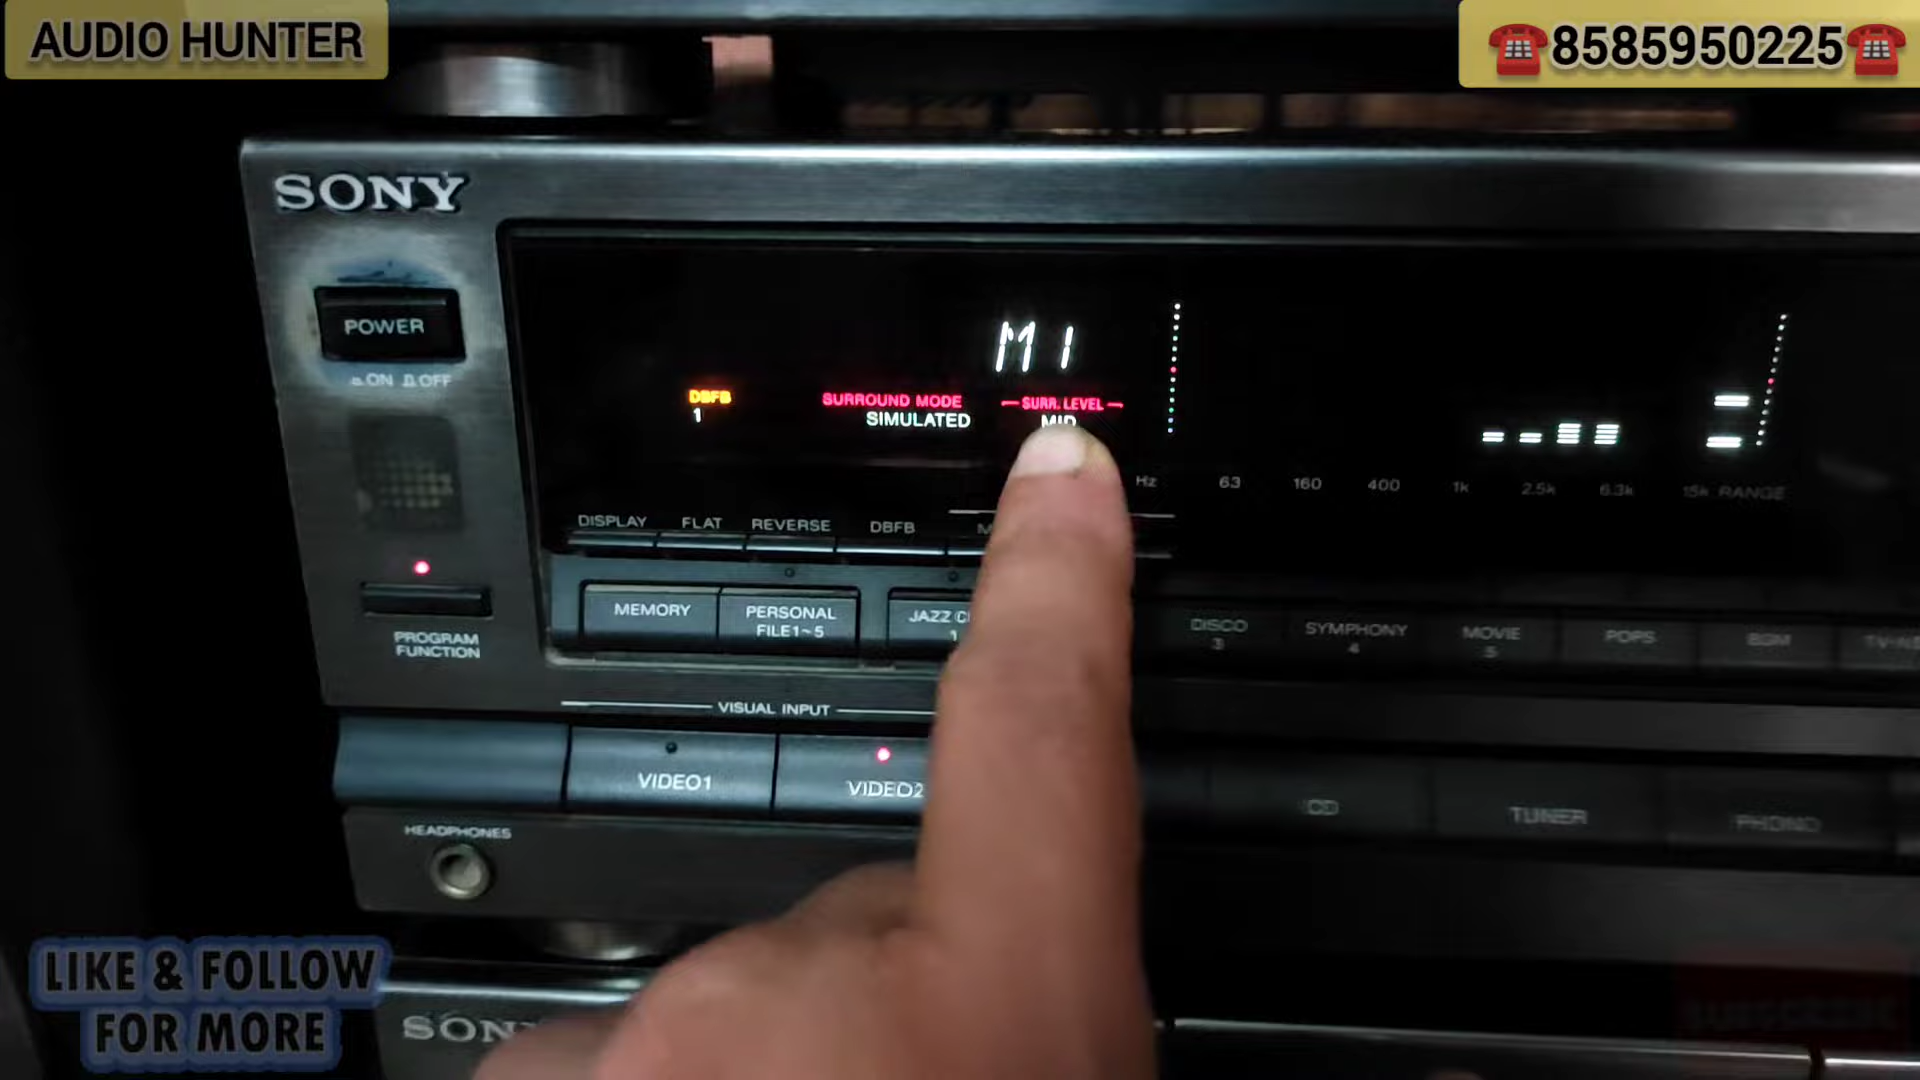 AUDIO HUNTER
☎8585950225☎
SONY
POWER
ON OFF
M1
DBFB
1
SURROUND MODE
SIMULATED
SURR. LEVEL
MID
Hz 63 160 400 1k 2.5k 6.3k 15k RANGE
DISPLAY FLAT REVERSE DBFB
MEMORY
PERSONAL
FILE1~5
JAZZ
1
DISCO
3
SYMPHONY
4
MOVIE
5
POPS
BGM
PROGRAM
FUNCTION
VISUAL INPUT
VIDEO1
VIDEO2
CD
TUNER
PHONO
HEADPHONES
LIKE & FOLLOW
FOR MORE
SONY